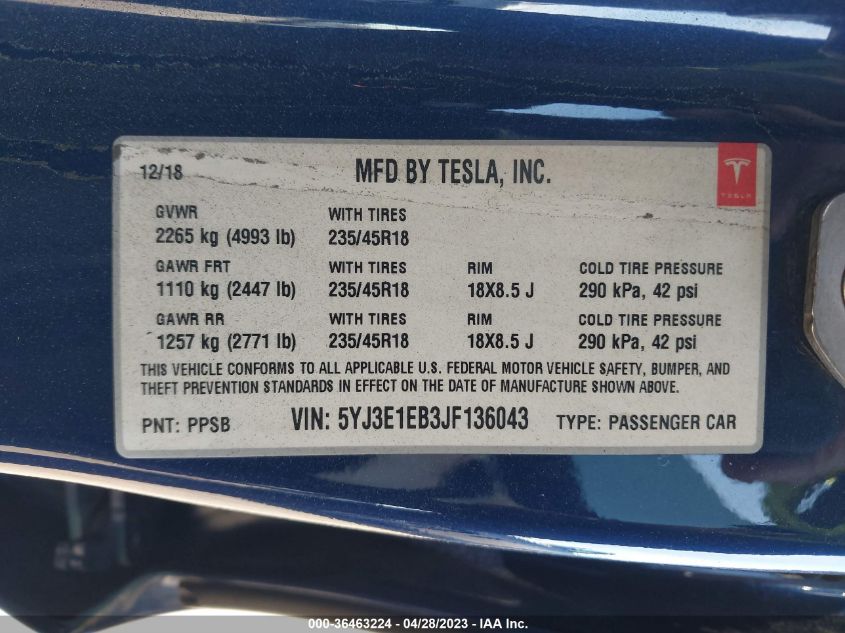 12/18 MFD BY TESLA, INC.
TESLA
GVWR WITH TIRES
2265 kg (4993 lb) 235/45R18
GAWR FRT WITH TIRES RIM COLD TIRE PRESSURE
1110 kg (2447 lb) 235/45R18 18X8.5 J 290 kPa, 42 psi
GAWR RR WITH TIRES RIM COLD TIRE PRESSURE
1257 kg (2771 lb) 235/45R18 18X8.5 J 290 kPa, 42 psi
THIS VEHICLE CONFORMS TO ALL APPLICABLE U.S. FEDERAL MOTOR VEHICLE SAFETY, BUMPER, AND
THEFT PREVENTION STANDARDS IN EFFECT ON THE DATE OF MANUFACTURE SHOWN ABOVE.
PNT: PPSB VIN: 5YJ3E1EB3JF136043 TYPE: PASSENGER CAR
000-36463224 - 04/28/2023 - IAAI Inc.